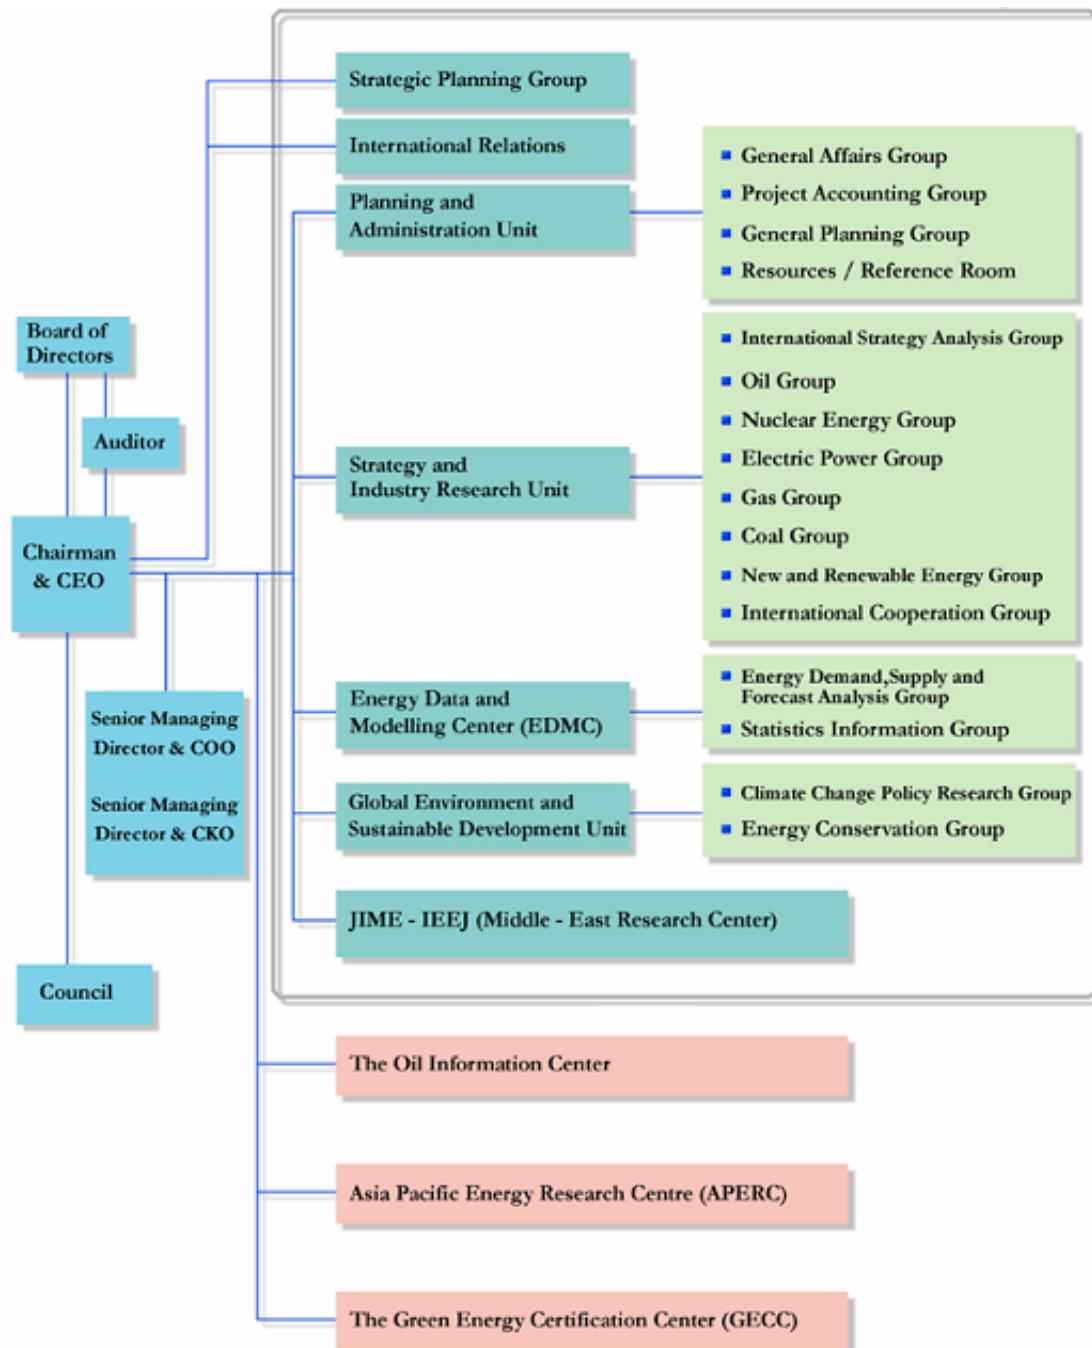 Strategic Planning Group
International Relations
Planning and
Administration Unit
General Affairs Group
Project Accounting Group
General Planning Group
Resources / Reference Room
Board of
Directors
Auditor
Chairman
& CEO
Senior Managing
Director & COO
Senior Managing
Director & CKO
Council
Strategy and
Industry Research Unit
International Strategy Analysis Group
Oil Group
Nuclear Energy Group
Electric Power Group
Gas Group
Coal Group
New and Renewable Energy Group
International Cooperation Group
Energy Data and
Modelling Center (EDMC)
Energy Demand,Supply and
Forecast Analysis Group
Statistics Information Group
Global Environment and
Sustainable Development Unit
Climate Change Policy Research Group
Energy Conservation Group
JIME - IEEJ (Middle - East Research Center)
The Oil Information Center
Asia Pacific Energy Research Centre (APERC)
The Green Energy Certification Center (GECC)